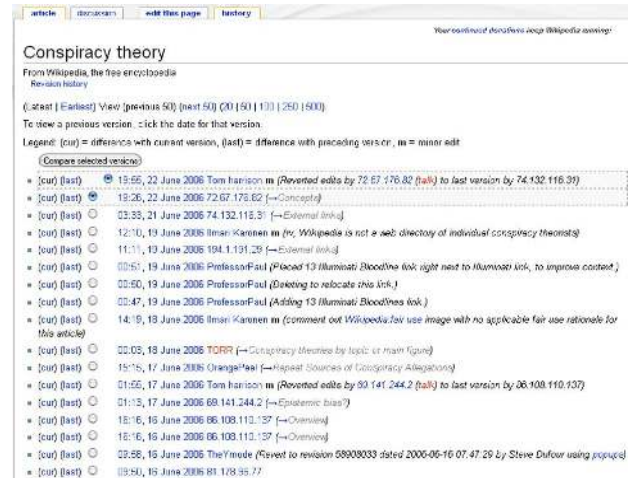 article discussion edit this page history
Your continued donations keep Wikipedia running!
Conspiracy theory
From Wikipedia, the free encyclopedia
Revision history
(Latest | Earliest) View (previous 50) (next 50) (20 | 50 | 100 | 250 | 500)
To view a previous version, click the date for that version.
Legend: (cur) = difference with current version, (last) = difference with preceding version, m = minor edit
Compare selected versions
(cur) (last) 19:55, 22 June 2006 Tom harrison m (Reverted edits by 72.67.176.82 (talk) to last version by 74.132.116.31)
(cur) (last) 19:26, 22 June 2006 72.67.176.82 (→Concepts)
(cur) (last) 03:33, 21 June 2006 74.132.116.31 (→External links)
(cur) (last) 12:10, 19 June 2006 Ilmari Karonen m (rv, Wikipedia is not a web directory of individual conspiracy theorists)
(cur) (last) 11:11, 19 June 2006 194.1.191.29 (→External links)
(cur) (last) 00:51, 19 June 2006 ProfessorPaul (Placed 13 Illuminati Bloodline link right next to Illuminati link, to improve context.)
(cur) (last) 00:50, 19 June 2006 ProfessorPaul (Deleting to relocate this link.)
(cur) (last) 00:47, 19 June 2006 ProfessorPaul (Adding 13 Illuminati Bloodlines link.)
(cur) (last) 14:19, 18 June 2006 Ilmari Karonen m (comment out Wikipedia:fair use image with no applicable fair use rationale for
this article)
(cur) (last) 00:03, 18 June 2006 TORR (→Conspiracy theories by topic or main figure)
(cur) (last) 15:15, 17 June 2006 OrangePeel (→Repeat Sources of Conspiracy Allegations)
(cur) (last) 01:55, 17 June 2006 Tom harrison m (Reverted edits by 69.141.244.2 (talk) to last version by 86.108.110.137)
(cur) (last) 01:13, 17 June 2006 69.141.244.2 (→Epistemic bias?)
(cur) (last) 16:16, 16 June 2006 86.108.110.137 (→Overview)
(cur) (last) 16:16, 16 June 2006 86.108.110.137 (→Overview)
(cur) (last) 09:58, 16 June 2006 TheYmode (Revert to revision 58908033 dated 2006-06-16 07:47:29 by Steve Dufour using popups)
(cur) (last) 09:50, 16 June 2006 81.178.95.77